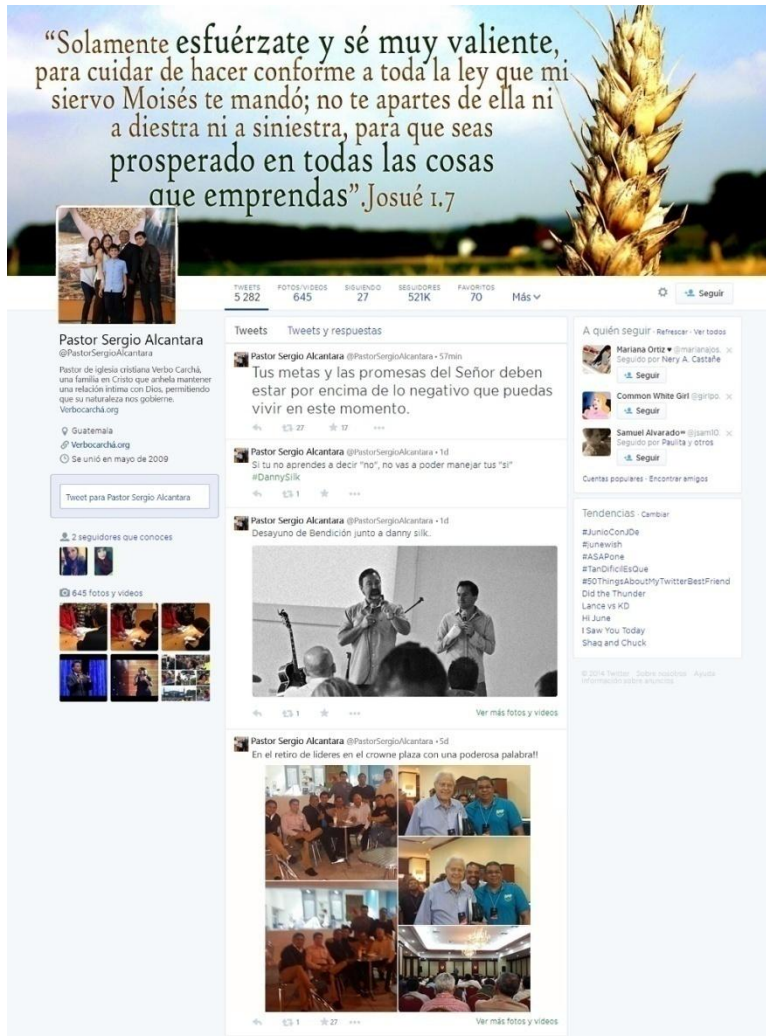 “Solamente esfuérzate y sé muy valiente,
para cuidar de hacer conforme a toda la ley que mi
siervo Moisés te mandó; no te apartes de ella ni
a diestra ni a siniestra, para que seas
prosperado en todas las cosas
que emprendas”.Josué 1.7
TWEETS
5 282
FOTOS/VIDEOS
645
SIGUIENDO
27
SEGUIDORES
521K
FAVORITOS
70
Más
Seguir
Pastor Sergio Alcantara
@PastorSergioAlcantara
Pastor de iglesia cristiana Verbo Carchá,
una familia en Cristo que anhela mantener
una relación intima con Dios, permitiendo
que su naturaleza nos gobierne.
Verbocarchá.org
Guatemala
Verbocarchá.org
Se unió en mayo de 2009
Tweet para Pastor Sergio Alcantara
2 seguidores que conoces
645 fotos y videos
Tweets Tweets y respuestas
Pastor Sergio Alcantara @PastorSergioAlcantara • 57min
Tus metas y las promesas del Señor deben
estar por encima de lo negativo que puedas
vivir en este momento.
27 17
Pastor Sergio Alcantara @PastorSergioAlcantara • 1d
Si tu no aprendes a decir "no", no vas a poder manejar tus "si"
#DannySilk
1
Pastor Sergio Alcantara @PastorSergioAlcantara • 1d
Desayuno de Bendición junto a danny silk.
1 Ver más fotos y videos
Pastor Sergio Alcantara @PastorSergioAlcantara • 5d
En el retiro de lideres en el crowne plaza con una poderosa palabra!!
1 27 Ver más fotos y videos
A quién seguir · Refrescar · Ver todos
Mariana Ortiz ♥ @marianajos.
Seguido por Nery A. Castañe
Seguir
Common White Girl @girlpo.
Seguir
Samuel Alvarado∞ @jsam10.
Seguido por Paulita y otros
Seguir
Cuentas populares · Encontrar amigos
Tendencias · Cambiar
#JunioConJDe
#junewish
#ASAPone
#TanDificilEsQue
#50ThingsAboutMyTwitterBestFriend
Did the Thunder
Lance vs KD
Hi June
I Saw You Today
Shaq and Chuck
© 2014 Twitter Sobre nosotros Ayuda
Información sobre anuncios